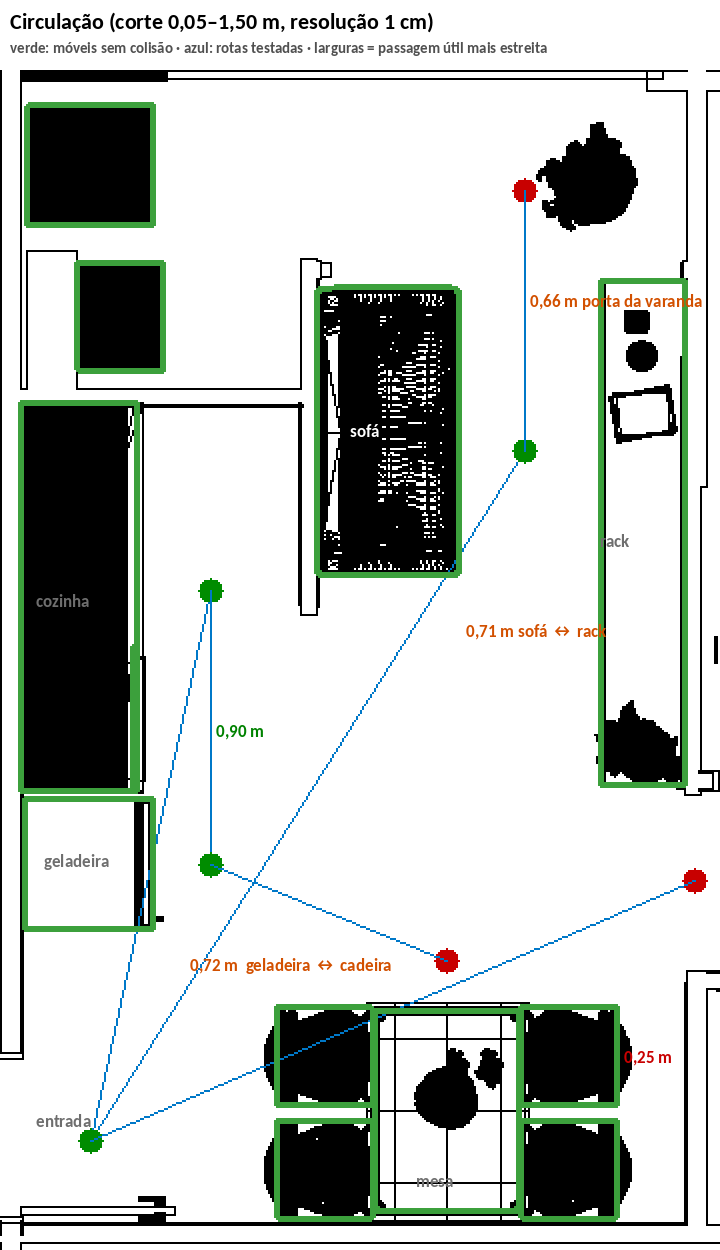 Circulação (corte 0,05–1,50 m, resolução 1 cm)
verde: móveis sem colisão · azul: rotas testadas · larguras = passagem útil mais estreita
0,66 m porta da varanda
sofá
ack
cozinha
0,71 m sofá ↔ rack
0,90 m
geladeira
0,72 m geladeira ↔ cadeira
0,25 m
entrada
mesa